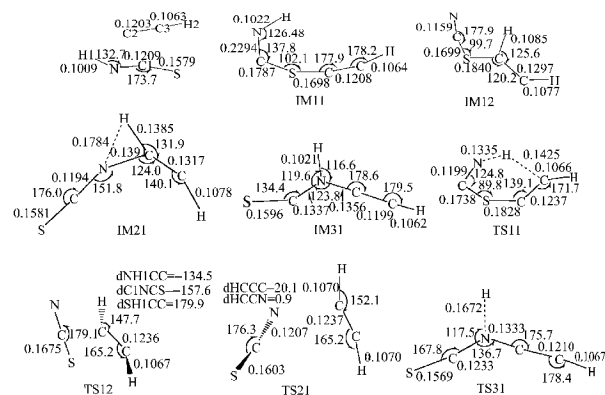 0.1203 0.1063 H2
C2 C3
H1 132.7 0.1209
0.1009 N C1 0.1579
173.7 S
0.1022 H
N 126.48
0.2294 137.8
C 102.1 177.9 178.2 H
0.1787 S C C 0.1064
0.1698 0.1208
IM11
N
0.1159 C 177.9 H 0.1085
0.1699 99.7 125.6
S C
0.1840 0.1297
120.2 C H
0.1077
IM12
H
0.1784 0.1385
0.139 131.9
0.1194 N C 0.1317
176.0 C 124.0
151.8 140.1 C 0.1078
0.1581
S H
IM21
H
0.1021 116.6
119.6 N 178.6
134.4 123.8 C 179.5
S C C H
0.1596 0.1337 0.1356
0.1199 0.1062
IM31
0.1335 H 0.1425
0.1199 N 124.8 0.1066
C 89.8 139.1 C H
0.1738 S C 171.7
0.1828 0.1237
TS11
N H
147.7
C 179.1 C 0.1236
0.1675 165.2 C
S 0.1067
H
TS12
dNH1CC=−134.5
dC1NCS−157.6
dSH1CC=179.9
dHCCC−20.1
dHCCN=0.9
H
0.1070
C 152.1
N 0.1237
176.3 0.1207 165.2 C
C 0.1070
S 0.1603 H
TS21
H
0.1672
117.5 N 0.1333 175.7
167.8 C 136.7 C 0.1210 0.1067
S 0.1233 C H
0.1569 178.4
TS31